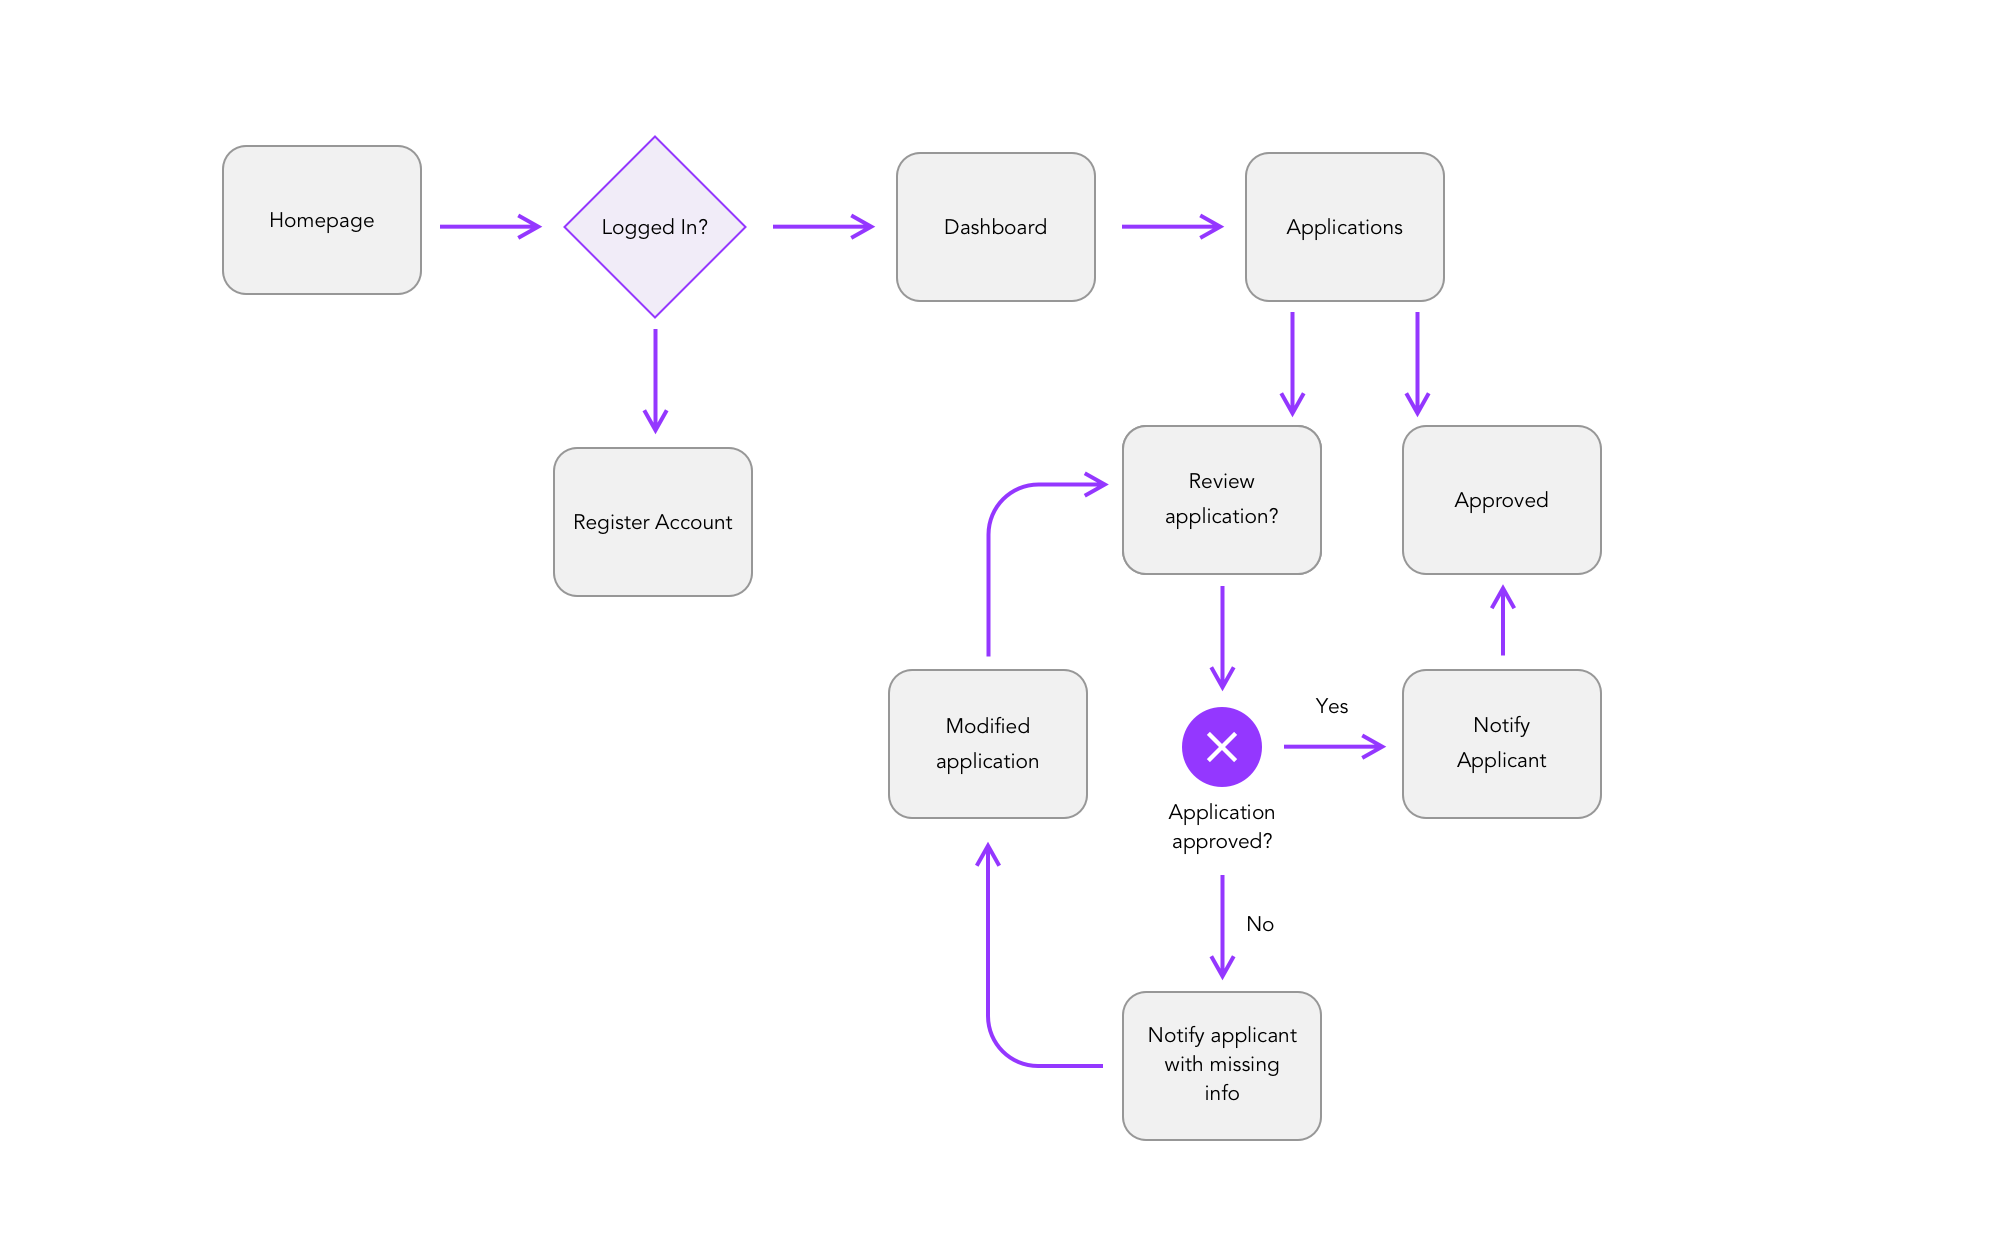 Homepage
Logged In?
Dashboard
Applications
Register Account
Review
application?
Approved
Modified
application
Application
approved?
Yes
Notify
Applicant
No
Notify applicant
with missing
info